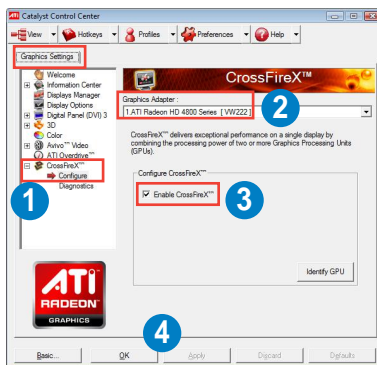 ATI Catalyst Control Center
View Hotkeys Profiles Preferences Help
Graphics Settings
Welcome
Information Center
Displays Manager
Display Options
Digital Panel (DVI) 3
3D
Color
Avivo™ Video
ATI Overdrive™
CrossFireX™
Configure
Diagnostics
1
ATI
RADEON
GRAPHICS
CrossFireX™
Graphics Adapter :
1.ATI Radeon HD 4800 Series [ VW222 ]
2
CrossFireX™ delivers exceptional performance on a single display by
combining the processing power of two or more Graphics Processing Units
(GPUs).
Configure CrossFireX™
Enable CrossFireX™
3
Identify GPU
4
Basic...
OK
Apply
Discard
Defaults